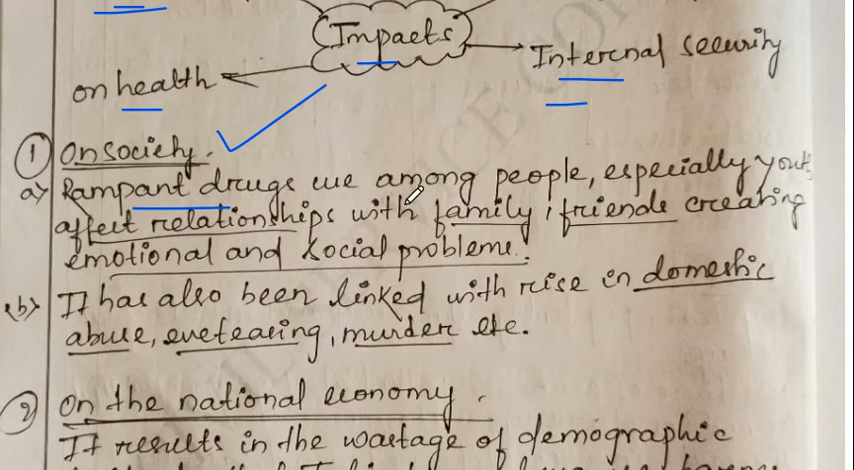 Impacts
Internal security
on health
① On society.
a) Rampant drugs use among people, especially youth
affect relationships with family, friends creating
emotional and social problems.
(b) It has also been linked with rise in domestic
abuse, eveteasing, murder etc.
② On the national economy.
It results in the wastage of demographic